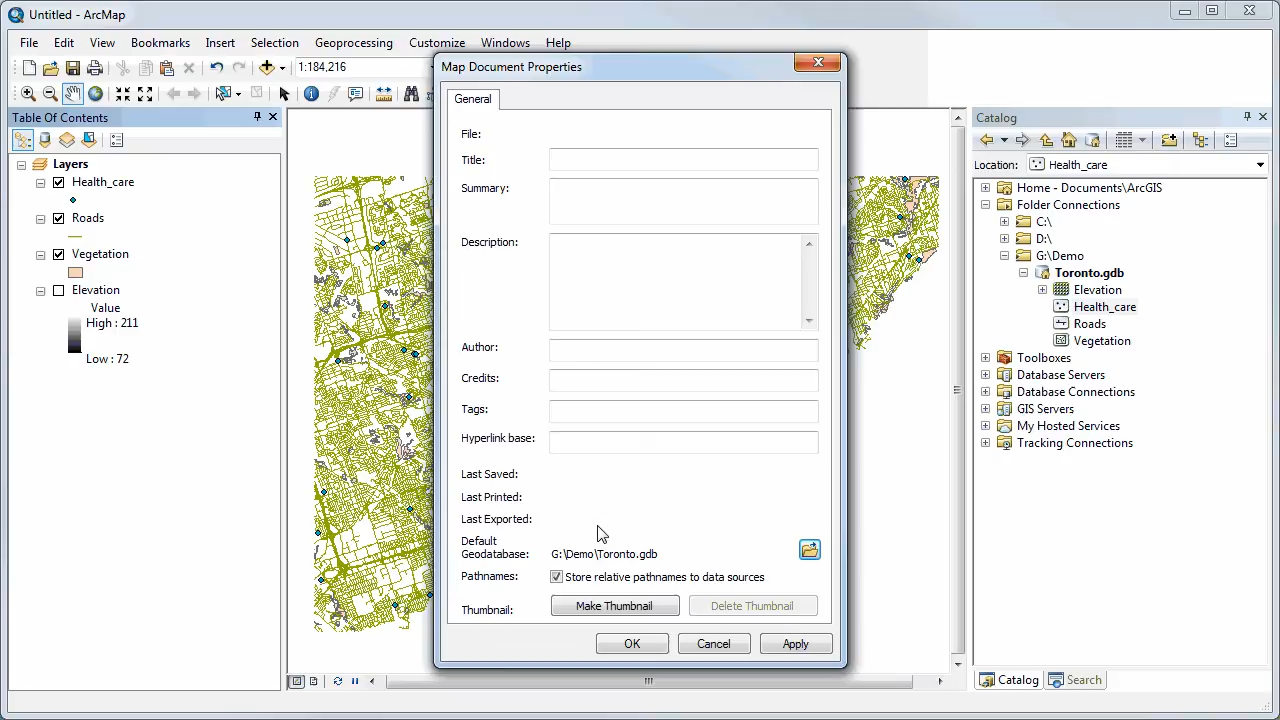 Untitled - ArcMap
File Edit View Bookmarks Insert Selection Geoprocessing Customize Windows Help
1:184,216
Table Of Contents
Layers
Health_care
Roads
Vegetation
Elevation
Value
High : 211
Low : 72
Map Document Properties
General
File:
Title:
Summary:
Description:
Author:
Credits:
Tags:
Hyperlink base:
Last Saved:
Last Printed:
Last Exported:
Default
Geodatabase: G:\Demo\Toronto.gdb
Pathnames: Store relative pathnames to data sources
Thumbnail: Make Thumbnail Delete Thumbnail
OK Cancel Apply
Catalog
Location: Health_care
Home - Documents\ArcGIS
Folder Connections
C:\
D:\
G:\Demo
Toronto.gdb
Elevation
Health_care
Roads
Vegetation
Toolboxes
Database Servers
Database Connections
GIS Servers
My Hosted Services
Tracking Connections
Catalog Search